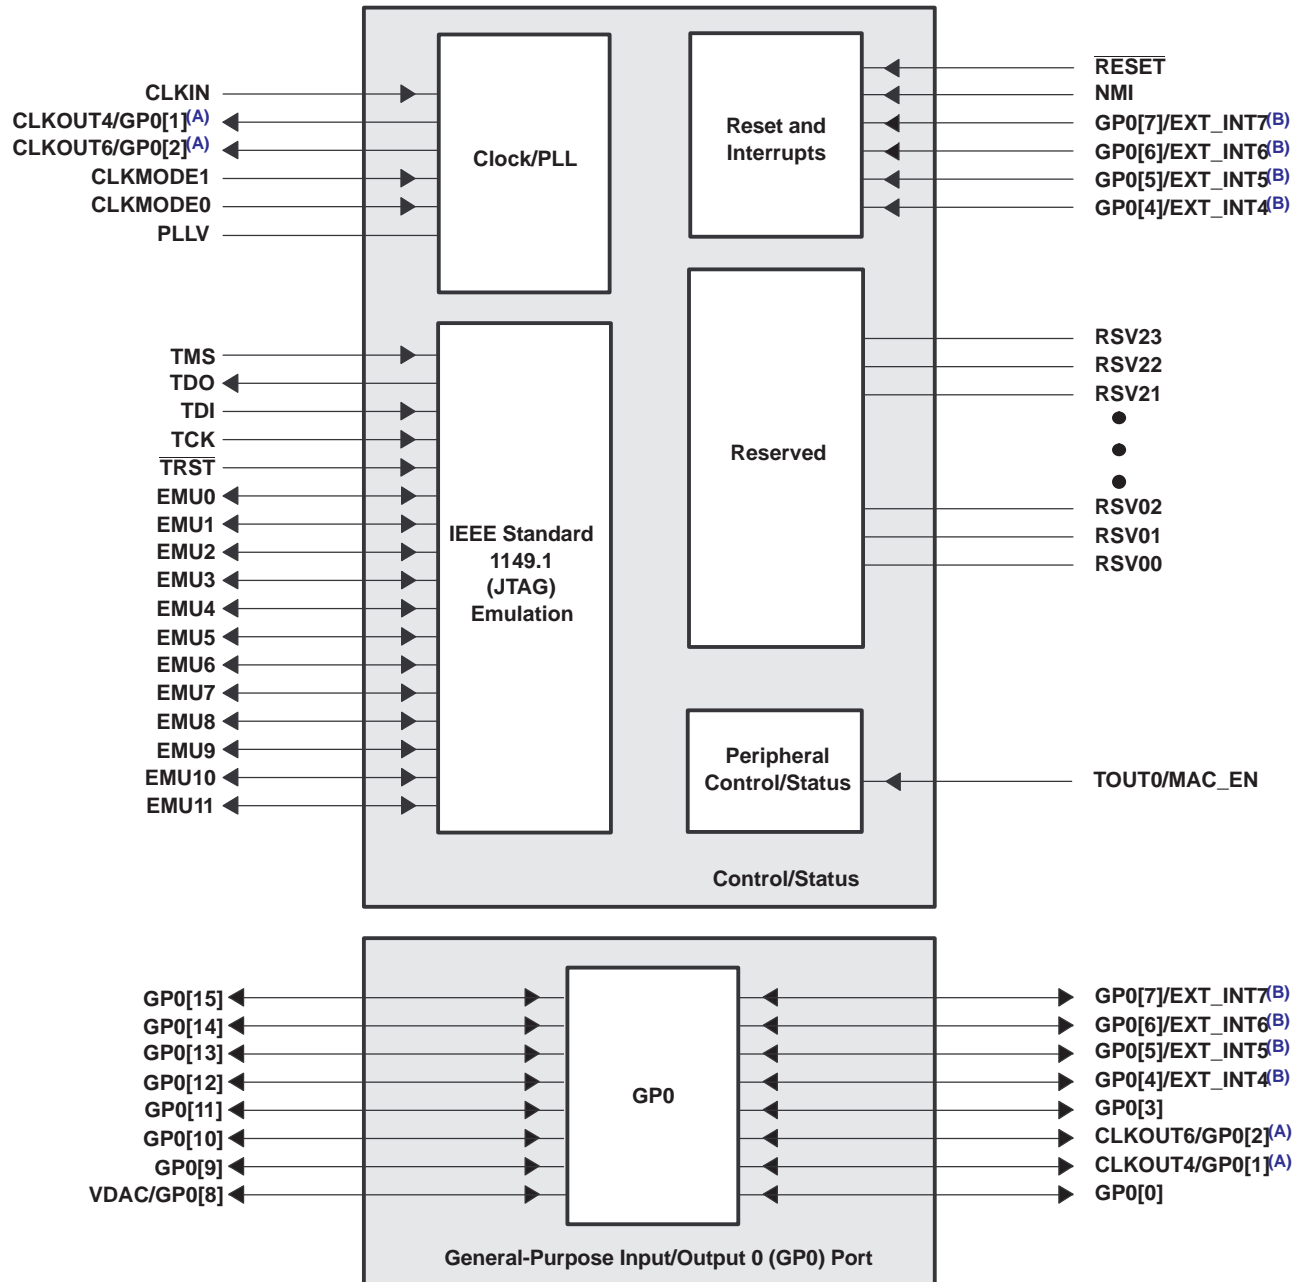 CLKIN
CLKOUT4/GP0[1](A)
CLKOUT6/GP0[2](A)
CLKMODE1
CLKMODE0
PLLV
Clock/PLL
Reset and
Interrupts
RESET
NMI
GP0[7]/EXT_INT7(B)
GP0[6]/EXT_INT6(B)
GP0[5]/EXT_INT5(B)
GP0[4]/EXT_INT4(B)
TMS
TDO
TDI
TCK
TRST
EMU0
EMU1
EMU2
EMU3
EMU4
EMU5
EMU6
EMU7
EMU8
EMU9
EMU10
EMU11
IEEE Standard
1149.1
(JTAG)
Emulation
Reserved
RSV23
RSV22
RSV21
RSV02
RSV01
RSV00
Peripheral
Control/Status
TOUT0/MAC_EN
Control/Status
GP0[15]
GP0[14]
GP0[13]
GP0[12]
GP0[11]
GP0[10]
GP0[9]
VDAC/GP0[8]
GP0
GP0[7]/EXT_INT7(B)
GP0[6]/EXT_INT6(B)
GP0[5]/EXT_INT5(B)
GP0[4]/EXT_INT4(B)
GP0[3]
CLKOUT6/GP0[2](A)
CLKOUT4/GP0[1](A)
GP0[0]
General-Purpose Input/Output 0 (GP0) Port